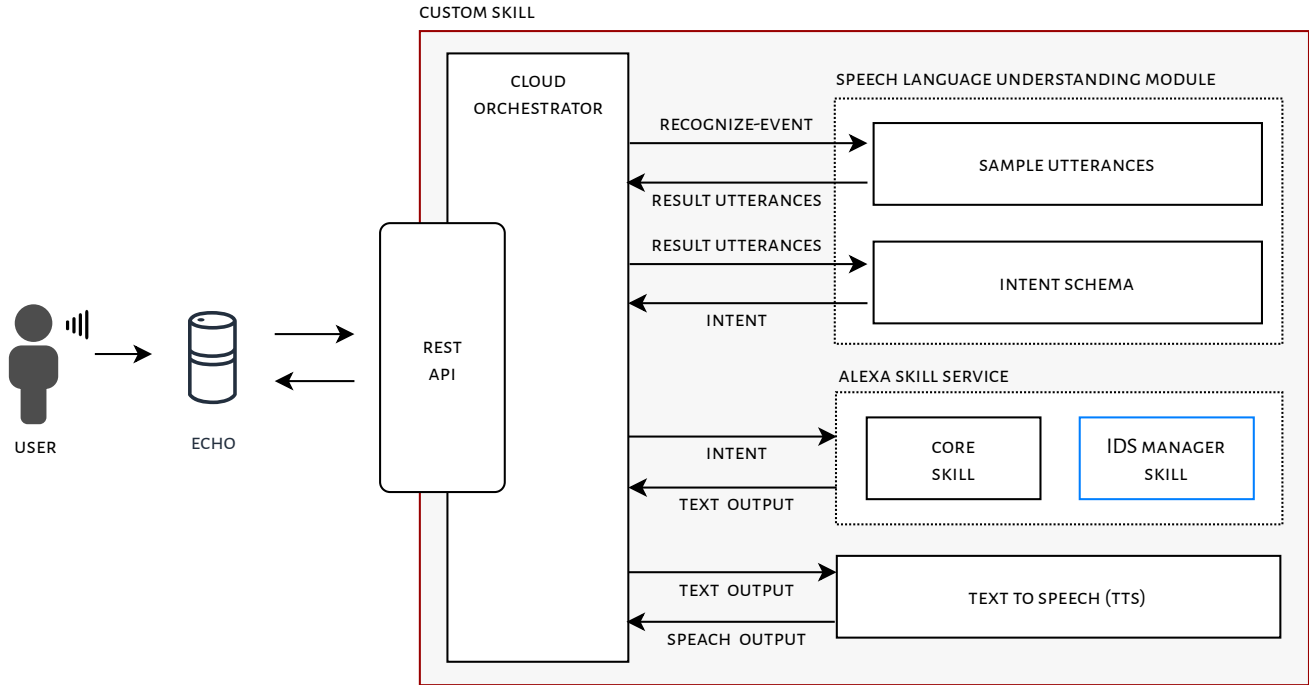 CUSTOM SKILL
CLOUD
ORCHESTRATOR
SPEECH LANGUAGE UNDERSTANDING MODULE
RECOGNIZE-EVENT
SAMPLE UTTERANCES
RESULT UTTERANCES
RESULT UTTERANCES
INTENT SCHEMA
INTENT
REST
API
USER
ECHO
ALEXA SKILL SERVICE
INTENT
CORE
SKILL
IDS MANAGER
SKILL
TEXT OUTPUT
TEXT OUTPUT
TEXT TO SPEECH (TTS)
SPEACH OUTPUT